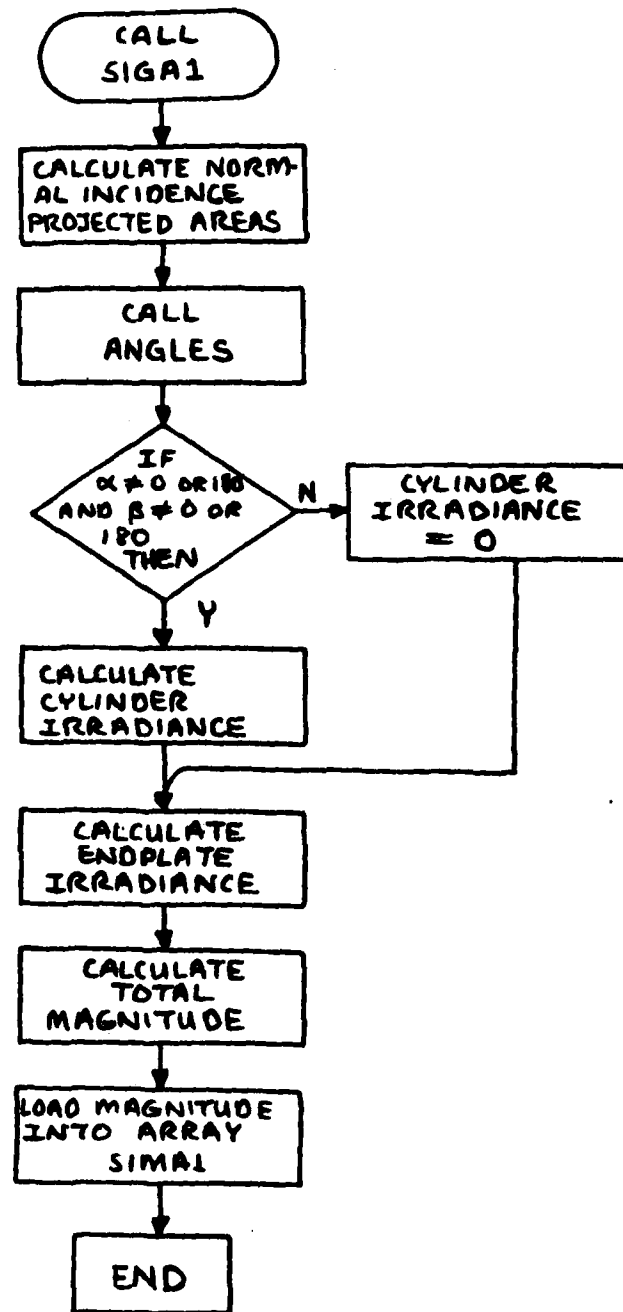 CALL
SIGA1
CALCULATE NORM-
AL INCIDENCE
PROJECTED AREAS
CALL
ANGLES
IF
α ≠ 0 OR 180
AND β ≠ 0 OR
180
THEN
N
CYLINDER
IRRADIANCE
= 0
Y
CALCULATE
CYLINDER
IRRADIANCE
CALCULATE
ENDPLATE
IRRADIANCE
CALCULATE
TOTAL
MAGNITUDE
LOAD MAGNITUDE
INTO ARRAY
SIMA1
END